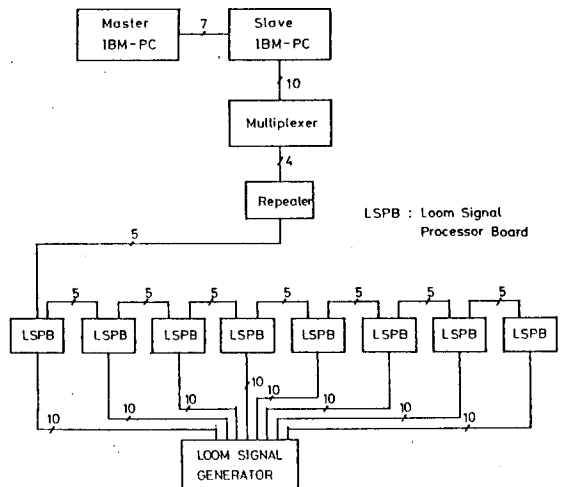 Master
IBM-PC
7
Slave
IBM-PC
10
Multiplexer
4
Repeater
LSPB : Loom Signal
Processor Board
5
5 5 5 5 5 5 5
LSPB LSPB LSPB LSPB LSPB LSPB LSPB LSPB
10 10 10 10 10 10 10 10
LOOM SIGNAL
GENERATOR